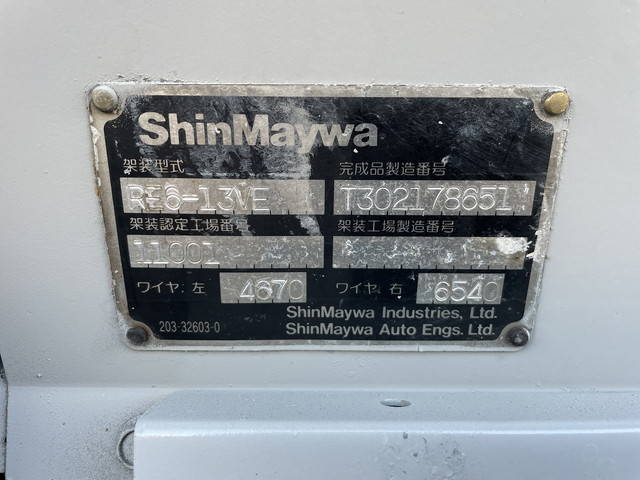 ShinMaywa
架装型式 完成品製造番号
RE6-13VE T302178651
架装認定工場番号 架装工場製造番号
11001
ワイヤ 左 4670 ワイヤ 右 6540
ShinMaywa Industries, Ltd.
203-32603-0 ShinMaywa Auto Engs. Ltd.